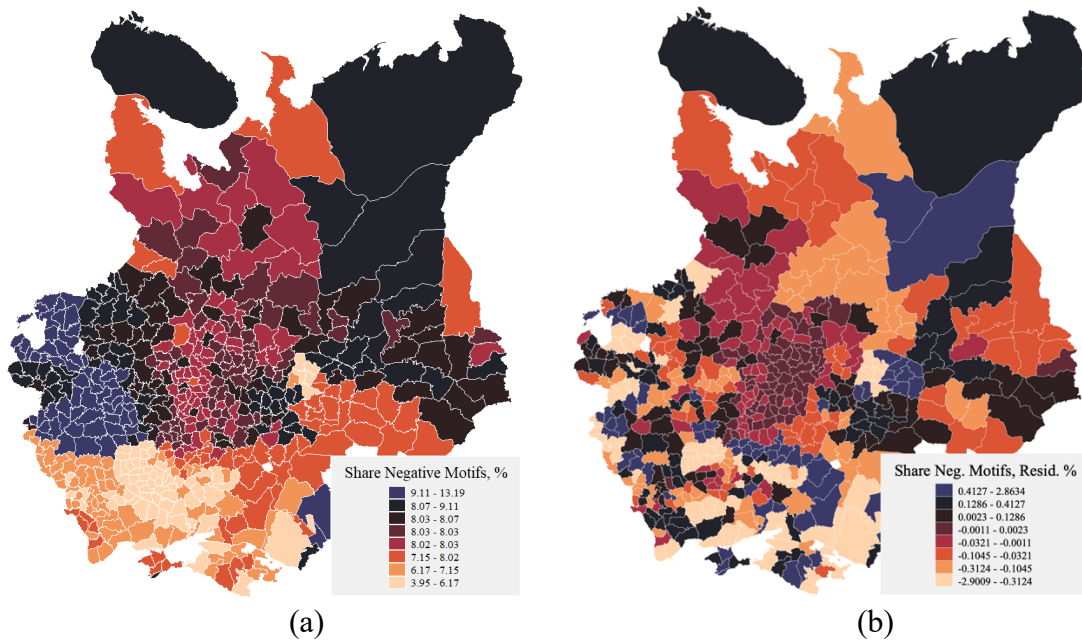 Share Negative Motifs, %
9.11 - 13.19
8.07 - 9.11
8.03 - 8.07
8.03 - 8.03
8.02 - 8.03
7.15 - 8.02
6.17 - 7.15
3.95 - 6.17
Share Neg. Motifs, Resid. %
0.4127 - 2.8634
0.1286 - 0.4127
0.0023 - 0.1286
-0.0011 - 0.0023
-0.0321 - -0.0011
-0.1045 - -0.0321
-0.3124 - -0.1045
-2.9009 - -0.3124
(a)
(b)